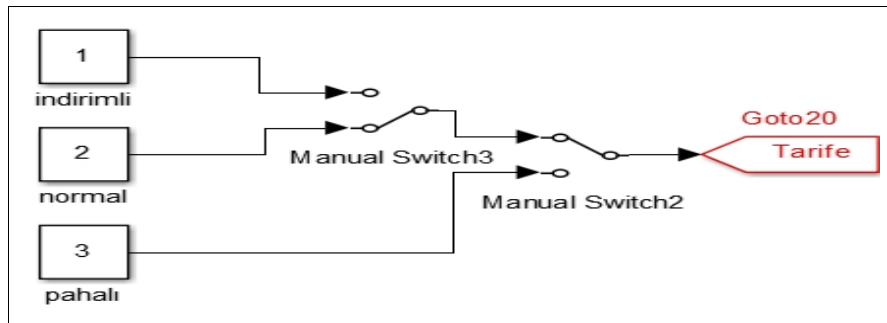 1
indirimli
2
normal
3
pahalı
Manual Switch3
Manual Switch2
Goto20
Tarife